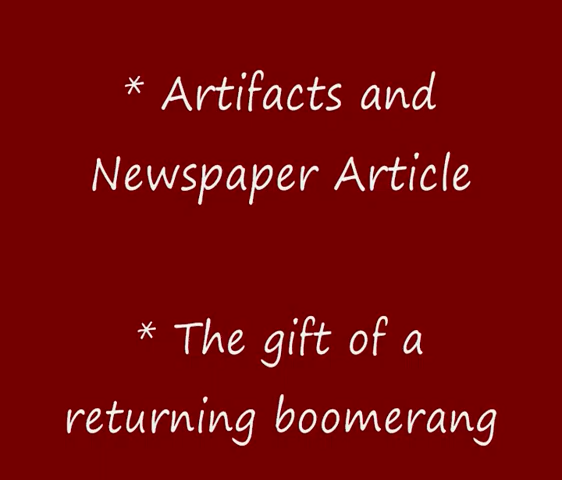 * Artifacts and
Newspaper Article
* The gift of a
returning boomerang